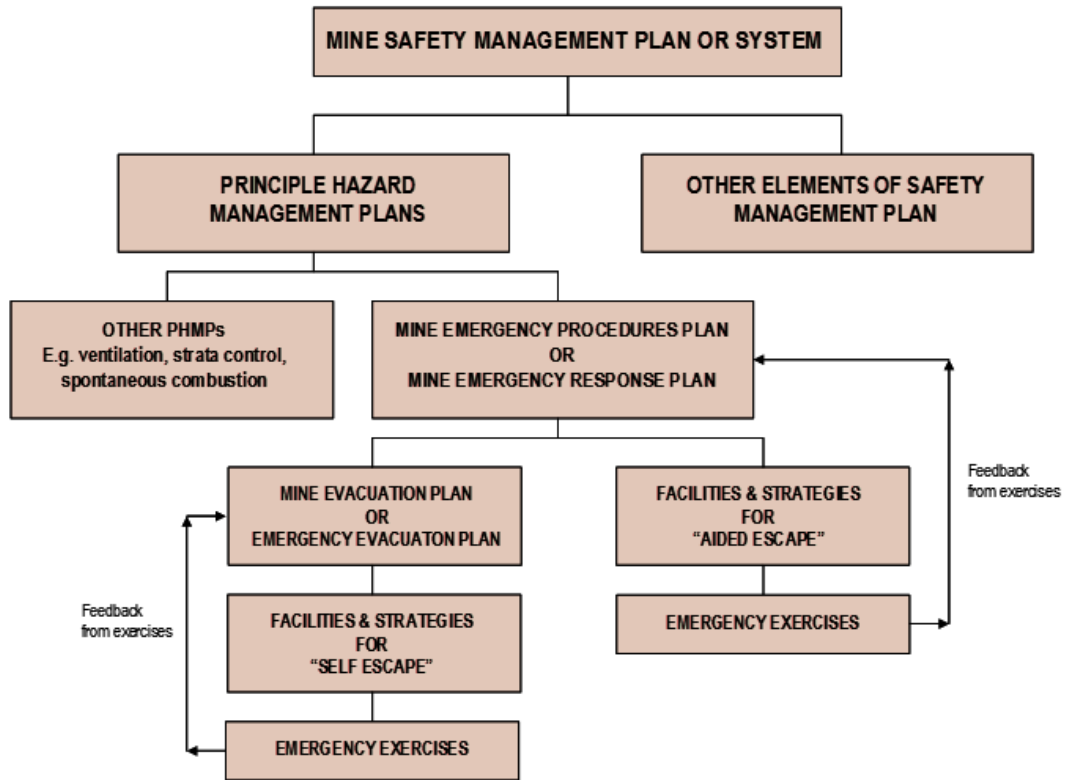 MINE SAFETY MANAGEMENT PLAN OR SYSTEM
PRINCIPLE HAZARD
MANAGEMENT PLANS
OTHER ELEMENTS OF SAFETY
MANAGEMENT PLAN
OTHER PHMPs
E.g. ventilation, strata control,
spontaneous combustion
MINE EMERGENCY PROCEDURES PLAN
OR
MINE EMERGENCY RESPONSE PLAN
MINE EVACUATION PLAN
OR
EMERGENCY EVACUATON PLAN
FACILITIES & STRATEGIES
FOR
“AIDED ESCAPE”
Feedback
from exercises
Feedback
from exercises
FACILITIES & STRATEGIES
FOR
“SELF ESCAPE”
EMERGENCY EXERCISES
EMERGENCY EXERCISES